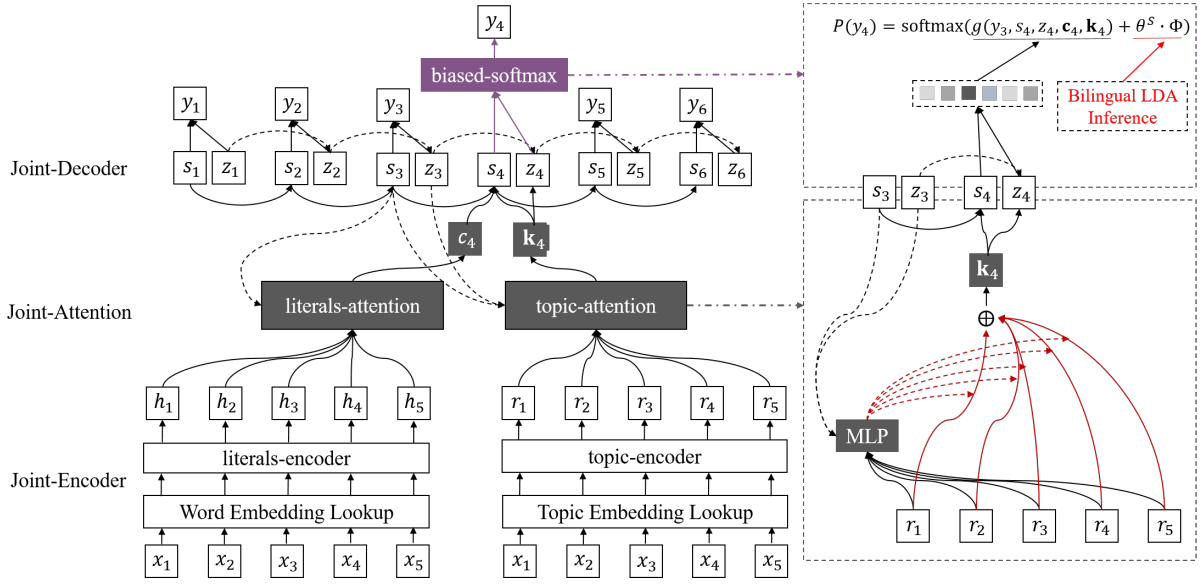 y₄
biased-softmax
y₁ y₂ y₃ y₅ y₆
Joint-Decoder
s₁ z₁ s₂ z₂ s₃ z₃ s₄ z₄ s₅ z₅ s₆ z₆
c₄ 𝐤₄
Joint-Attention
literals-attention topic-attention
h₁ h₂ h₃ h₄ h₅ r₁ r₂ r₃ r₄ r₅
Joint-Encoder
literals-encoder topic-encoder
Word Embedding Lookup Topic Embedding Lookup
x₁ x₂ x₃ x₄ x₅ x₁ x₂ x₃ x₄ x₅
P(y₄) = softmax(g(y₃, s₄, z₄, 𝐜₄, 𝐤₄) + θˢ · Φ)
Bilingual LDA
Inference
s₃ z₃ s₄ z₄
𝐤₄
⊕
MLP
r₁ r₂ r₃ r₄ r₅